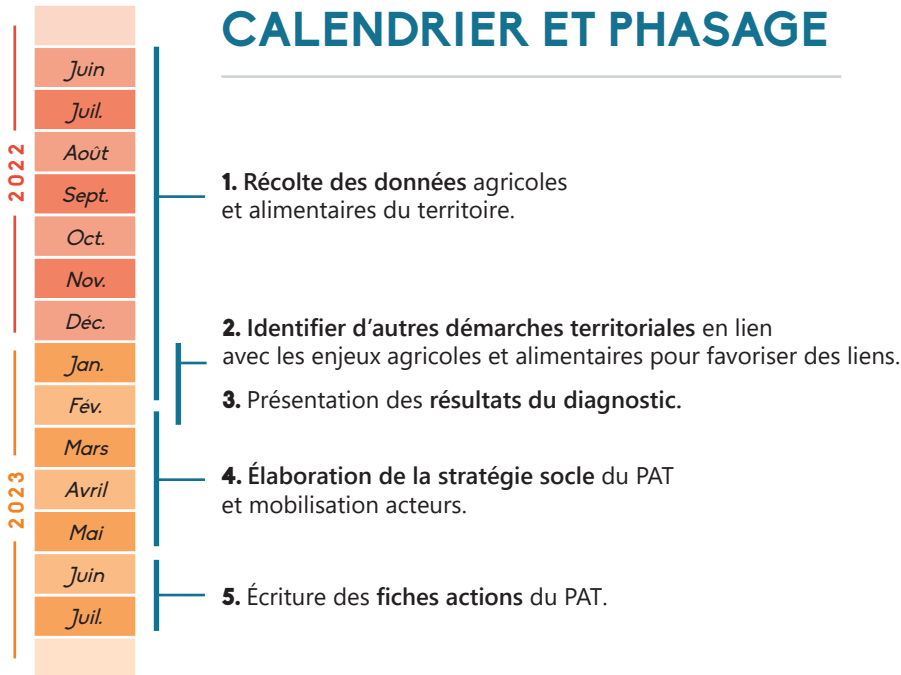 CALENDRIER ET PHASAGE
2022
Juin
Juil.
Août
Sept.
Oct.
Nov.
Déc.
2023
Jan.
Fév.
Mars
Avril
Mai
Juin
Juil.
1. Récolte des données agricoles
et alimentaires du territoire.
2. Identifier d'autres démarches territoriales en lien
avec les enjeux agricoles et alimentaires pour favoriser des liens.
3. Présentation des résultats du diagnostic.
4. Élaboration de la stratégie socle du PAT
et mobilisation acteurs.
5. Écriture des fiches actions du PAT.